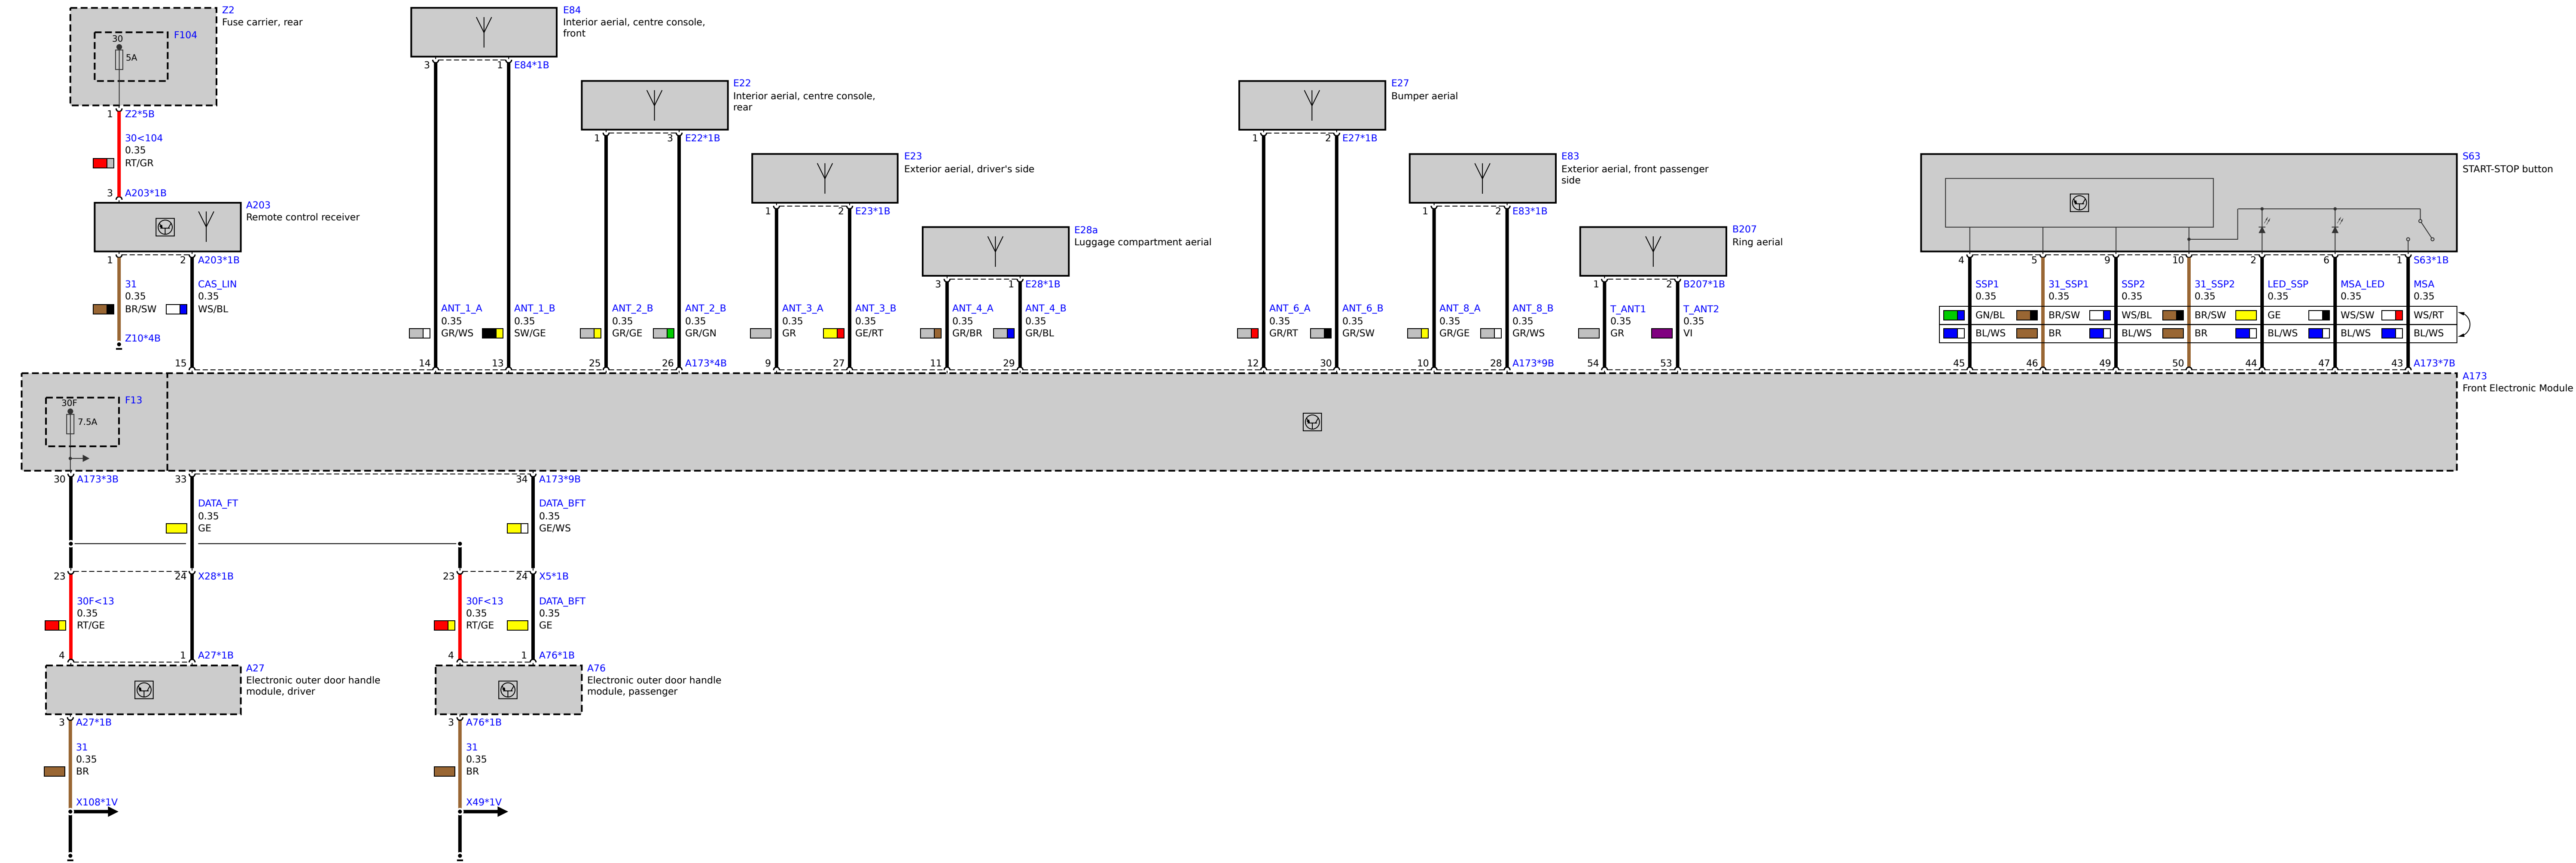 Z2
Fuse carrier, rear
F104
30
5A
1
Z2*5B
30<104
0.35
RT/GR
3
A203*1B
A203
Remote control receiver
1
2
A203*1B
31
0.35
BR/SW
CAS_LIN
0.35
WS/BL
Z10*4B
15
E84
Interior aerial, centre console,
front
3
1
E84*1B
ANT_1_A
0.35
GR/WS
ANT_1_B
0.35
SW/GE
14
13
E22
Interior aerial, centre console,
rear
1
3
E22*1B
ANT_2_B
0.35
GR/GE
ANT_2_B
0.35
GR/GN
25
26
A173*4B
E23
Exterior aerial, driver's side
1
2
E23*1B
ANT_3_A
0.35
GR
ANT_3_B
0.35
GE/RT
9
27
E28a
Luggage compartment aerial
3
1
E28*1B
ANT_4_A
0.35
GR/BR
ANT_4_B
0.35
GR/BL
11
29
E27
Bumper aerial
1
2
E27*1B
ANT_6_A
0.35
GR/RT
ANT_6_B
0.35
GR/SW
12
30
E83
Exterior aerial, front passenger
side
1
2
E83*1B
ANT_8_A
0.35
GR/GE
ANT_8_B
0.35
GR/WS
10
28
A173*9B
B207
Ring aerial
1
2
B207*1B
T_ANT1
0.35
GR
T_ANT2
0.35
VI
54
53
S63
START-STOP button
4
5
9
10
2
6
1
S63*1B
SSP1
0.35
GN/BL
BL/WS
31_SSP1
0.35
BR/SW
BR
SSP2
0.35
WS/BL
BL/WS
31_SSP2
0.35
BR/SW
BR
LED_SSP
0.35
GE
BL/WS
MSA_LED
0.35
WS/SW
BL/WS
MSA
0.35
WS/RT
BL/WS
45
46
49
50
44
47
43
A173*7B
A173
Front Electronic Module
F13
30F
7.5A
30
A173*3B
33
34
A173*9B
DATA_FT
0.35
GE
DATA_BFT
0.35
GE/WS
23
24
X28*1B
23
24
X5*1B
30F<13
0.35
RT/GE
30F<13
0.35
RT/GE
DATA_BFT
0.35
GE
4
1
A27*1B
4
1
A76*1B
A27
Electronic outer door handle
module, driver
A76
Electronic outer door handle
module, passenger
3
A27*1B
3
A76*1B
31
0.35
BR
31
0.35
BR
X108*1V
X49*1V